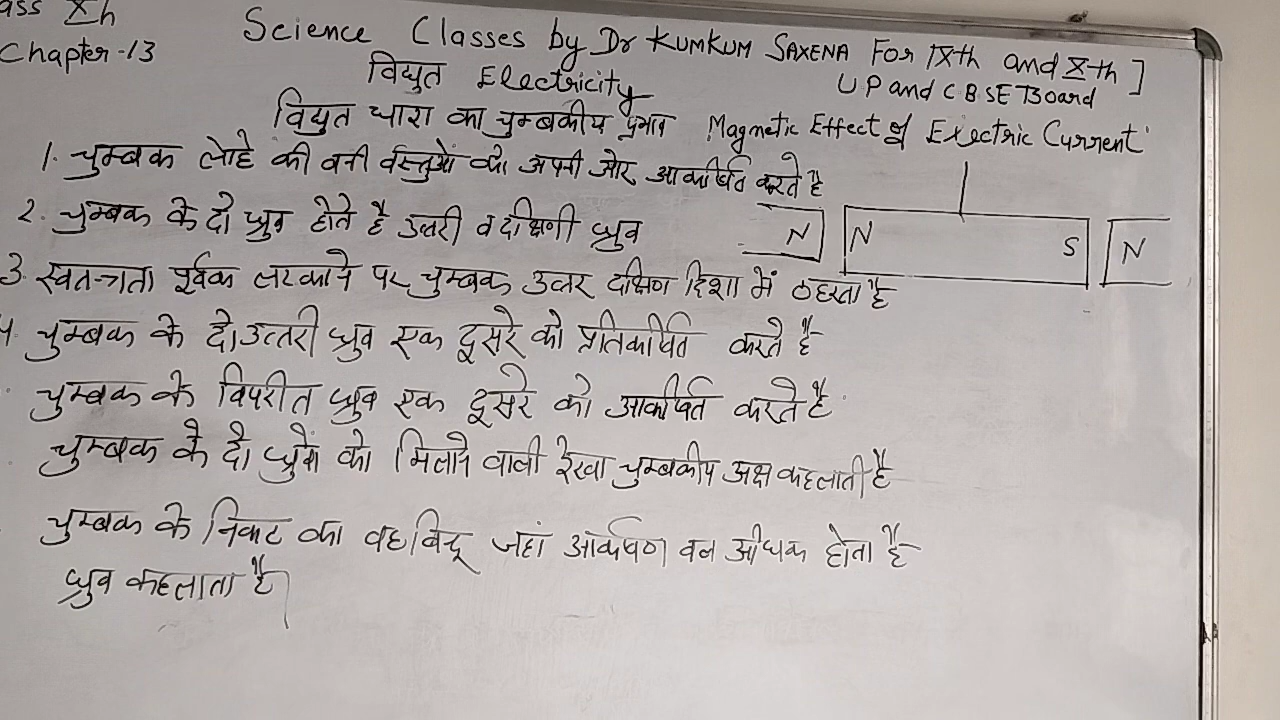 ass Xth
Chapter-13
Science Classes by Dr KUMKUM SAXENA For IXth and Xth ]
UP and CBSE Board
विद्युत Electricity
विद्युत धारा का चुम्बकीय प्रभाव Magnetic Effect of Electric Current
1. चुम्बक लोहे की बनी वस्तुओं को अपनी ओर आकर्षित करते है
2. चुम्बक के दो ध्रुव होते है उत्तरी व दक्षिणी ध्रुव
N N S N
3. स्वतन्त्रता पूर्वक लटकाने पर चुम्बक उत्तर दक्षिण दिशा में ठहरता है
4. चुम्बक के दो उत्तरी ध्रुव एक दूसरे को प्रतिकर्षित करते है
चुम्बक के विपरीत ध्रुव एक दूसरे को आकर्षित करते है
चुम्बक के दो ध्रुवों को मिलाने वाली रेखा चुम्बकीय अक्ष कहलाती है
चुम्बक के निकट का वह बिन्दू जहां आर्कषण बल अधिक होता है
ध्रुव कहलाता है